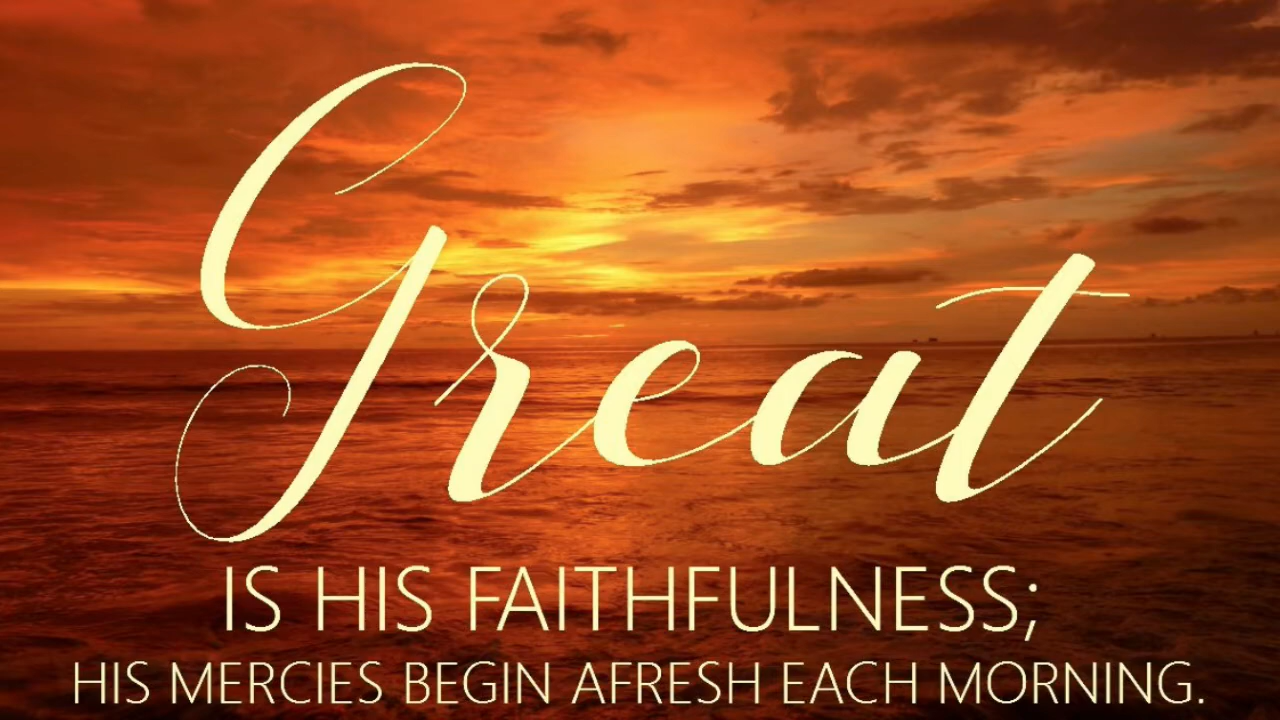 Great
IS HIS FAITHFULNESS;
HIS MERCIES BEGIN AFRESH EACH MORNING.